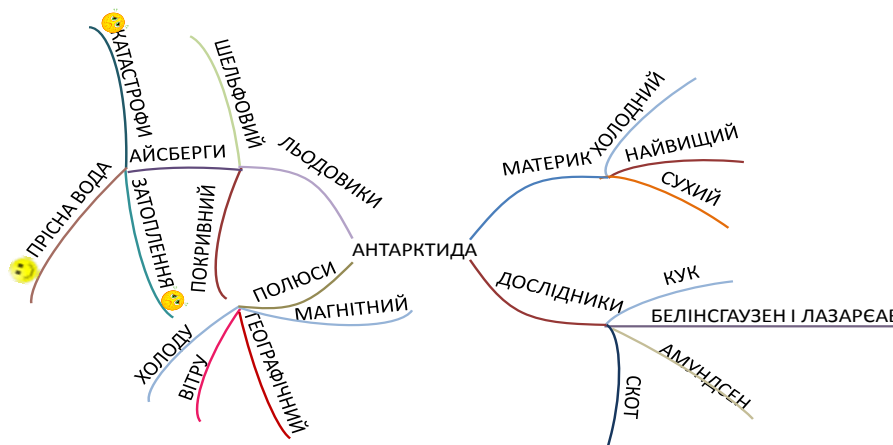 КАТАСТРОФИ
ШЕЛЬФОВИЙ
АЙСБЕРГИ
ЛЬОДОВИКИ
ПРІСНА ВОДА
ЗАТОПЛЕННЯ
ПОКРИВНИЙ
АНТАРКТИДА
МАТЕРИК
ХОЛОДНИЙ
НАЙВИЩИЙ
СУХИЙ
ПОЛЮСИ
МАГНІТНИЙ
ГЕОГРАФІЧНИЙ
ВІТРУ
ХОЛОДУ
ДОСЛІДНИКИ
КУК
БЕЛІНСГАУЗЕН І ЛАЗАРЄАВ
АМУНДСЕН
СКОТ